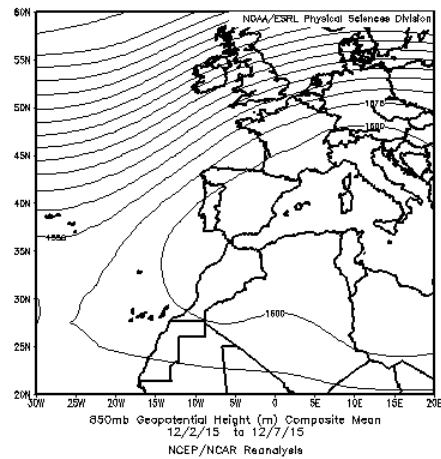 NOAA/ESRL Physical Sciences Division
60N
55N
50N
45N
40N
35N
30N
25N
20N
1575
1600
1550
1600
30W 25W 20W 15W 10W 5W 0 5E 10E 15E 20E
850mb Geopotential Height (m) Composite Mean
12/2/15 to 12/7/15
NCEP/NCAR Reanalysis